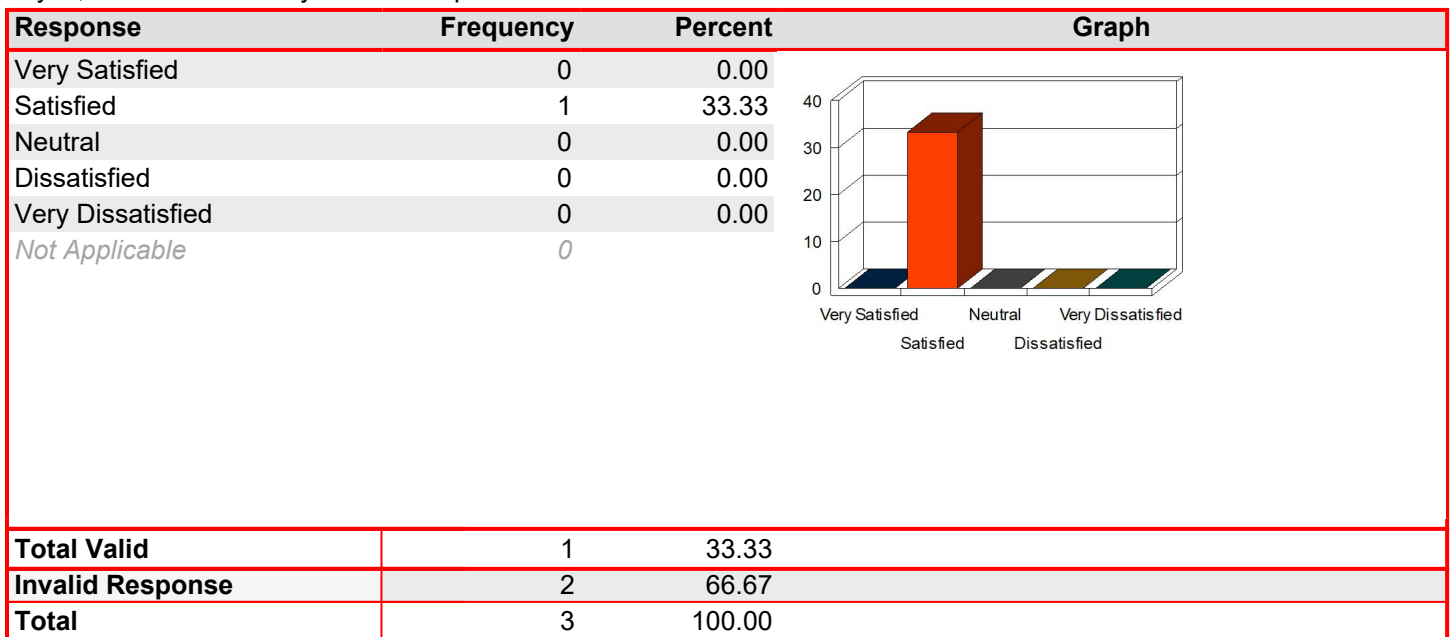 Response Frequency Percent Graph
Very Satisfied 0 0.00
Satisfied 1 33.33
Neutral 0 0.00
Dissatisfied 0 0.00
Very Dissatisfied 0 0.00
Not Applicable 0
40
30
20
10
0
Very Satisfied Neutral Very Dissatisfied
Satisfied Dissatisfied
Total Valid 1 33.33
Invalid Response 2 66.67
Total 3 100.00